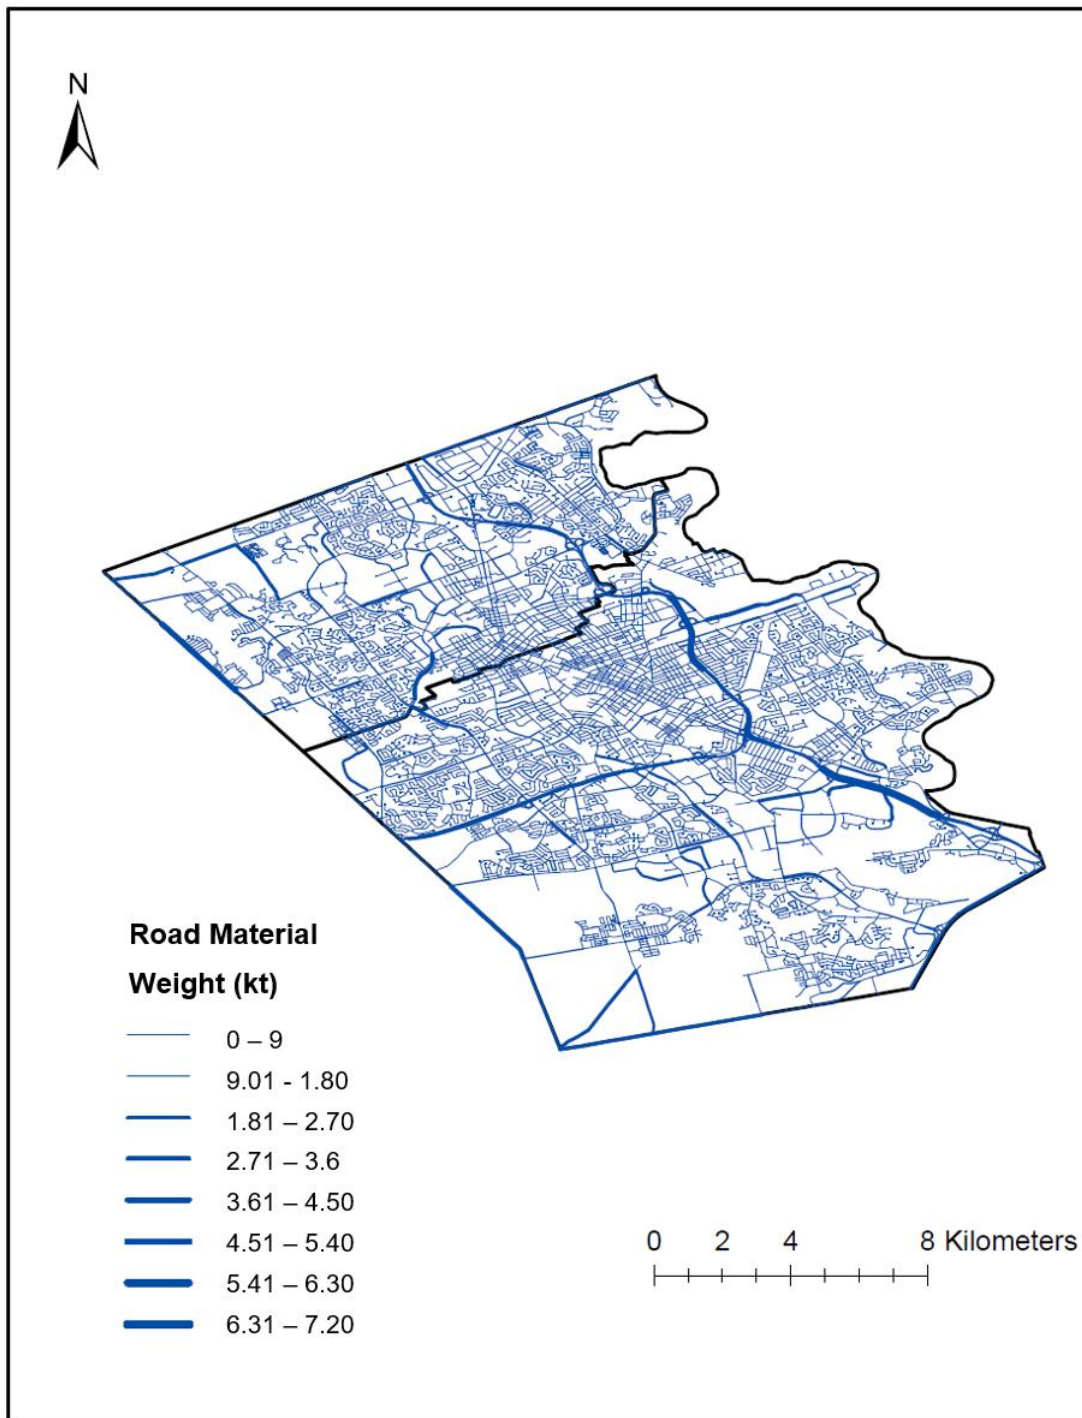 N
Road Material
Weight (kt)
0 – 9
9.01 - 1.80
1.81 – 2.70
2.71 – 3.6
3.61 – 4.50
4.51 – 5.40
5.41 – 6.30
6.31 – 7.20
0 2 4 8 Kilometers